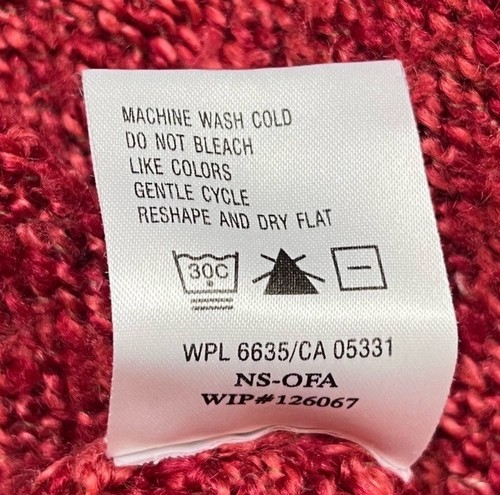 MACHINE WASH COLD
DO NOT BLEACH
LIKE COLORS
GENTLE CYCLE
RESHAPE AND DRY FLAT
30C
WPL 6635/CA 05331
NS-OFA
WIP#126067